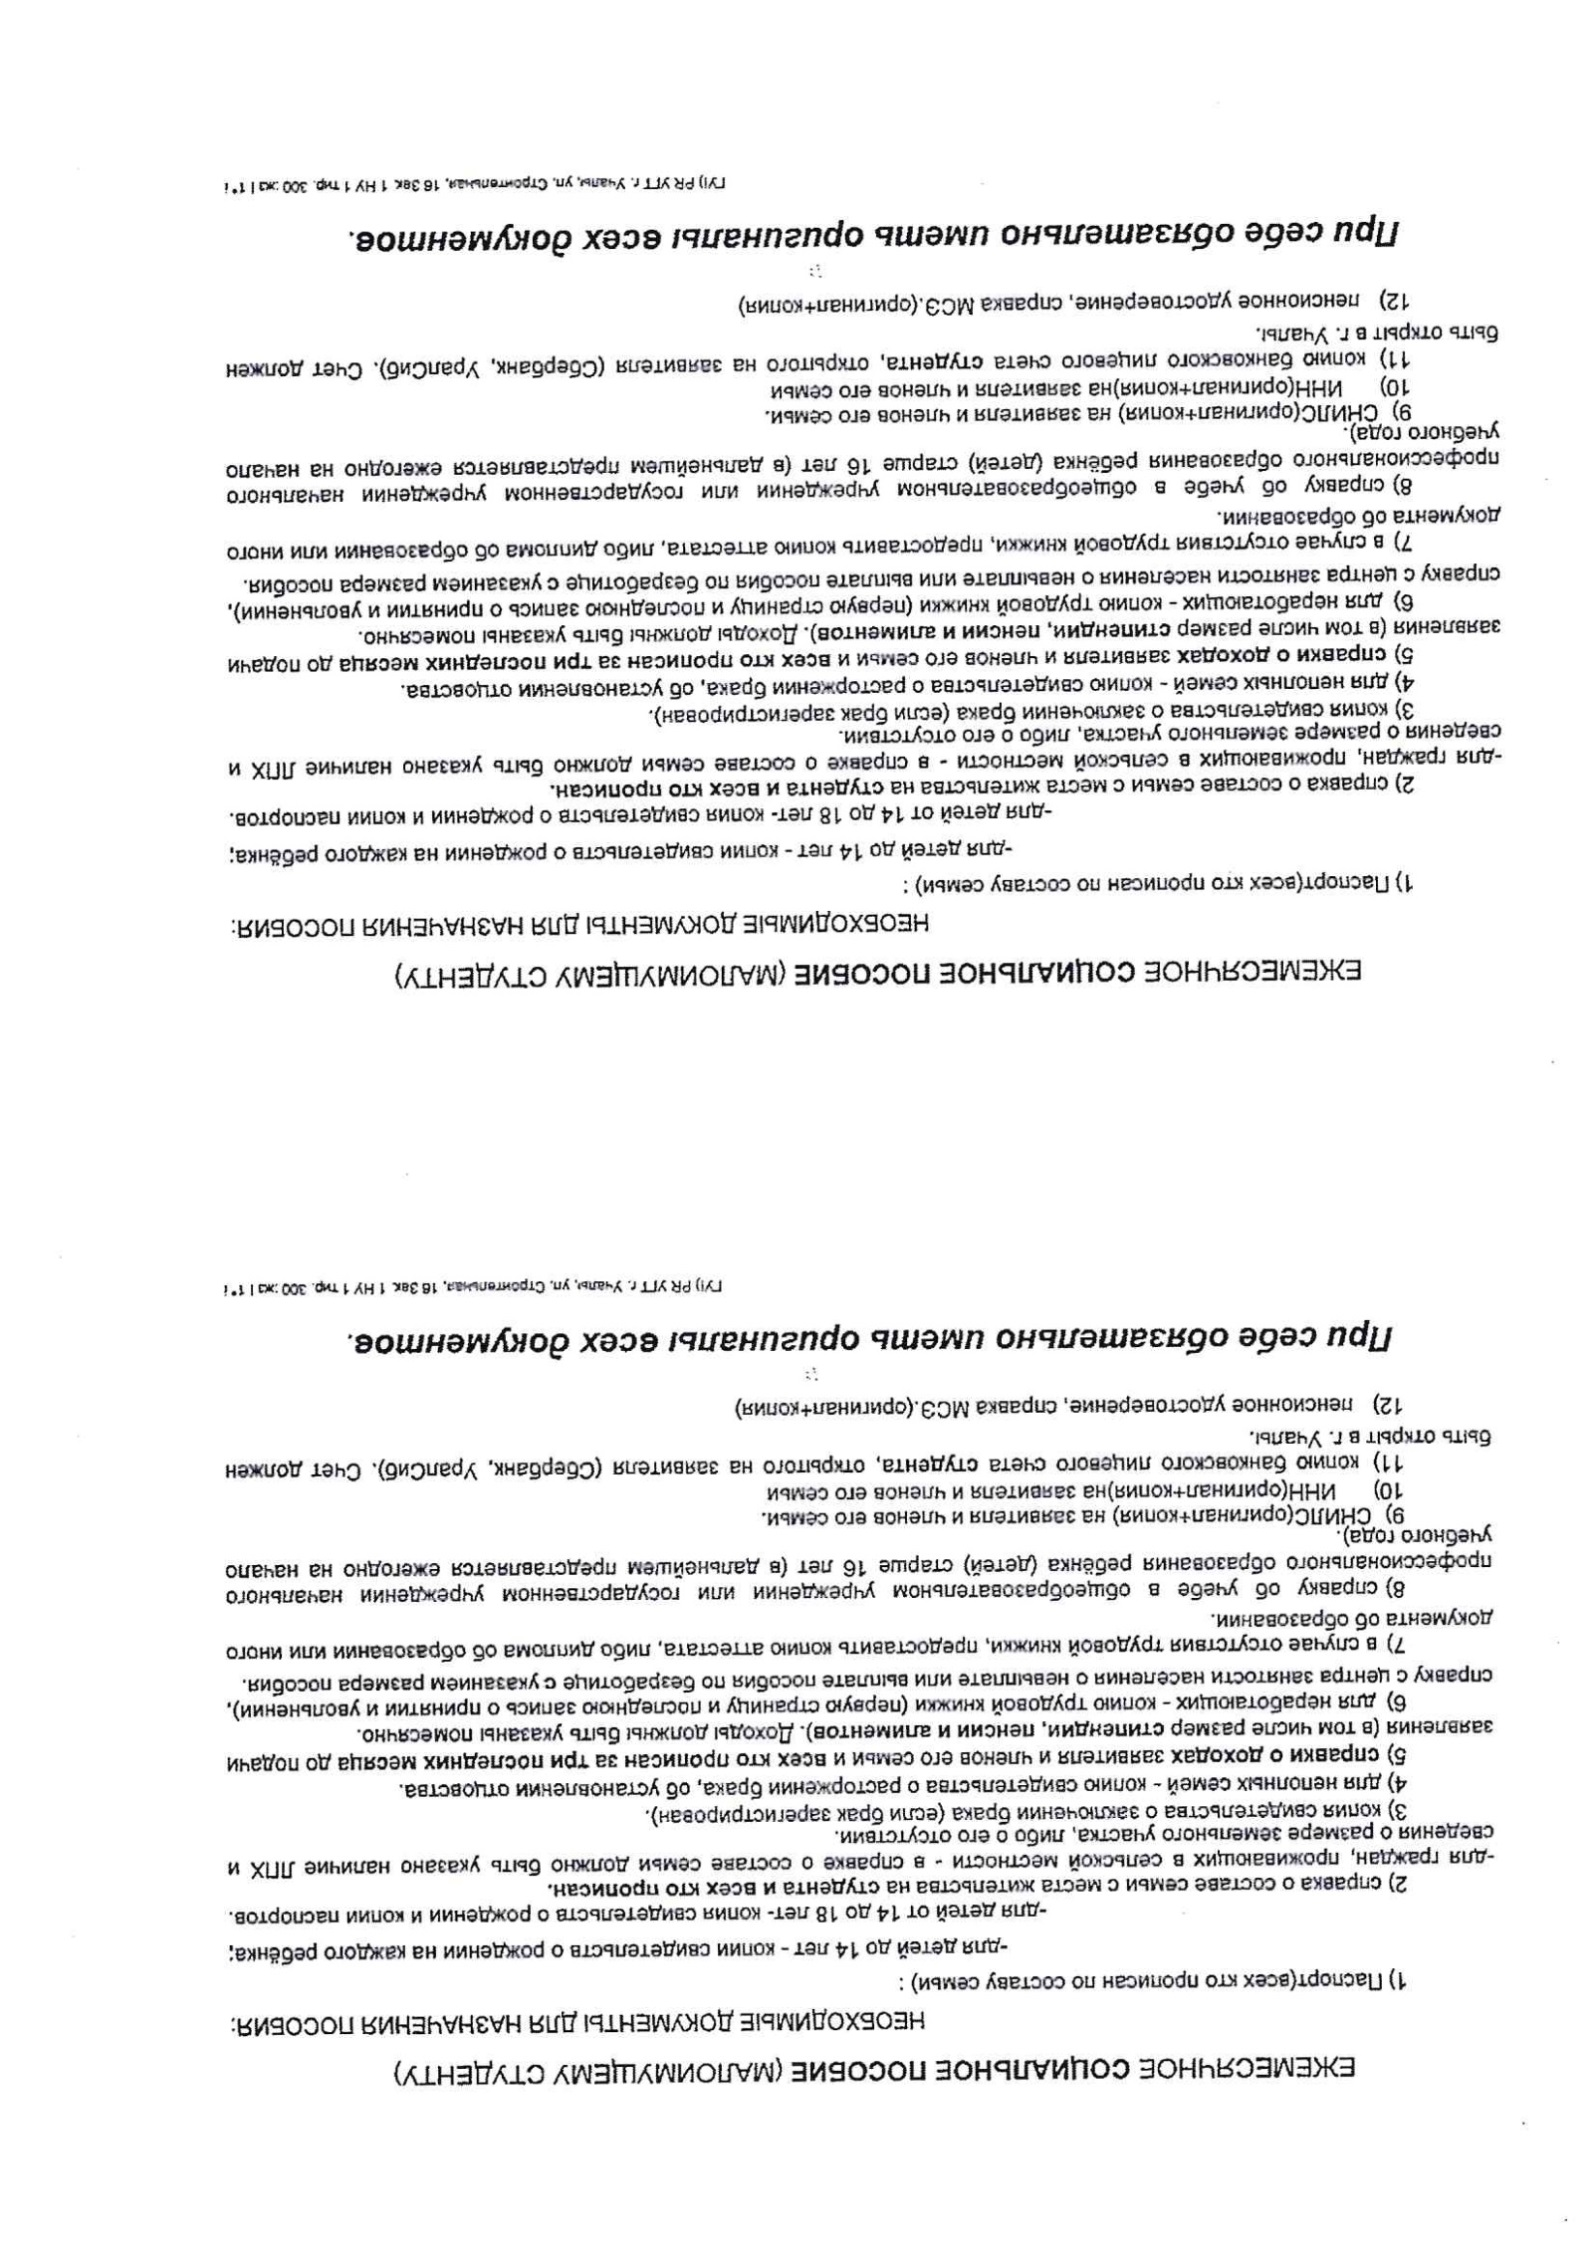 ЕЖЕМЕСЯЧНОЕ СОЦИАЛЬНОЕ ПОСОБИЕ (МАЛОИМУЩЕМУ СТУДЕНТУ)
НЕОБХОДИМЫЕ ДОКУМЕНТЫ ДЛЯ НАЗНАЧЕНИЯ ПОСОБИЯ:
1) Паспорт(всех кто прописан по составу семьи) :
-для детей до 14 лет - копии свидетельств о рождении на каждого ребёнка;
-для детей от 14 до 18 лет- копия свидетельств о рождении и копии паспортов.
2) справка о составе семьи с места жительства на студента и всех кто прописан.
-для граждан, проживающих в сельской местности - в справке о составе семьи должно быть указано наличие ЛПХ и
сведения о размере земельного участка, либо о его отсутствии.
3) копия свидетельства о заключении брака (если брак зарегистрирован).
4) для неполных семей - копию свидетельства о расторжении брака, об установлении отцовства.
5) справки о доходах заявителя и членов его семьи и всех кто прописан за три последних месяца до подачи
заявления (в том числе размер стипендии, пенсии и алиментов). Доходы должны быть указаны помесячно.
6) для неработающих - копию трудовой книжки (первую страницу и последнюю запись о принятии и увольнении),
справку с центра занятости населения о невыплате или выплате пособия по безработице с указанием размера пособия.
7) в случае отсутствия трудовой книжки, предоставить копию аттестата, либо диплома об образовании или иного
документа об образовании.
8) справку об учебе в общеобразовательном учреждении или государственном учреждении начального
профессионального образования ребёнка (детей) старше 16 лет (в дальнейшем представляется ежегодно на начало
учебного года).
9) СНИЛС(оригинал+копия) на заявителя и членов его семьи.
10) ИНН(оригинал+копия)на заявителя и членов его семьи
11) копию банковского лицевого счета студента, открытого на заявителя (Сбербанк, УралСиб). Счет должен
быть открыт в г. Учалы.
12) пенсионное удостоверение, справка МСЭ.(оригинал+копия)
При себе обязательно иметь оригиналы всех документов.
г. Учалы, ул. Строительная, 16 Зак 1 НУ 1 тир. 300
ЕЖЕМЕСЯЧНОЕ СОЦИАЛЬНОЕ ПОСОБИЕ (МАЛОИМУЩЕМУ СТУДЕНТУ)
НЕОБХОДИМЫЕ ДОКУМЕНТЫ ДЛЯ НАЗНАЧЕНИЯ ПОСОБИЯ:
1) Паспорт(всех кто прописан по составу семьи) :
-для детей до 14 лет - копии свидетельств о рождении на каждого ребёнка;
-для детей от 14 до 18 лет- копия свидетельств о рождении и копии паспортов.
2) справка о составе семьи с места жительства на студента и всех кто прописан.
-для граждан, проживающих в сельской местности - в справке о составе семьи должно быть указано наличие ЛПХ и
сведения о размере земельного участка, либо о его отсутствии.
3) копия свидетельства о заключении брака (если брак зарегистрирован).
4) для неполных семей - копию свидетельства о расторжении брака, об установлении отцовства.
5) справки о доходах заявителя и членов его семьи и всех кто прописан за три последних месяца до подачи
заявления (в том числе размер стипендии, пенсии и алиментов). Доходы должны быть указаны помесячно.
6) для неработающих - копию трудовой книжки (первую страницу и последнюю запись о принятии и увольнении),
справку с центра занятости населения о невыплате или выплате пособия по безработице с указанием размера пособия.
7) в случае отсутствия трудовой книжки, предоставить копию аттестата, либо диплома об образовании или иного
документа об образовании.
8) справку об учебе в общеобразовательном учреждении или государственном учреждении начального
профессионального образования ребёнка (детей) старше 16 лет (в дальнейшем представляется ежегодно на начало
учебного года).
9) СНИЛС(оригинал+копия) на заявителя и членов его семьи.
10) ИНН(оригинал+копия)на заявителя и членов его семьи
11) копию банковского лицевого счета студента, открытого на заявителя (Сбербанк, УралСиб). Счет должен
быть открыт в г. Учалы.
12) пенсионное удостоверение, справка МСЭ.(оригинал+копия)
При себе обязательно иметь оригиналы всех документов.
г. Учалы, ул. Строительная, 16 Зак 1 НУ 1 тир. 300